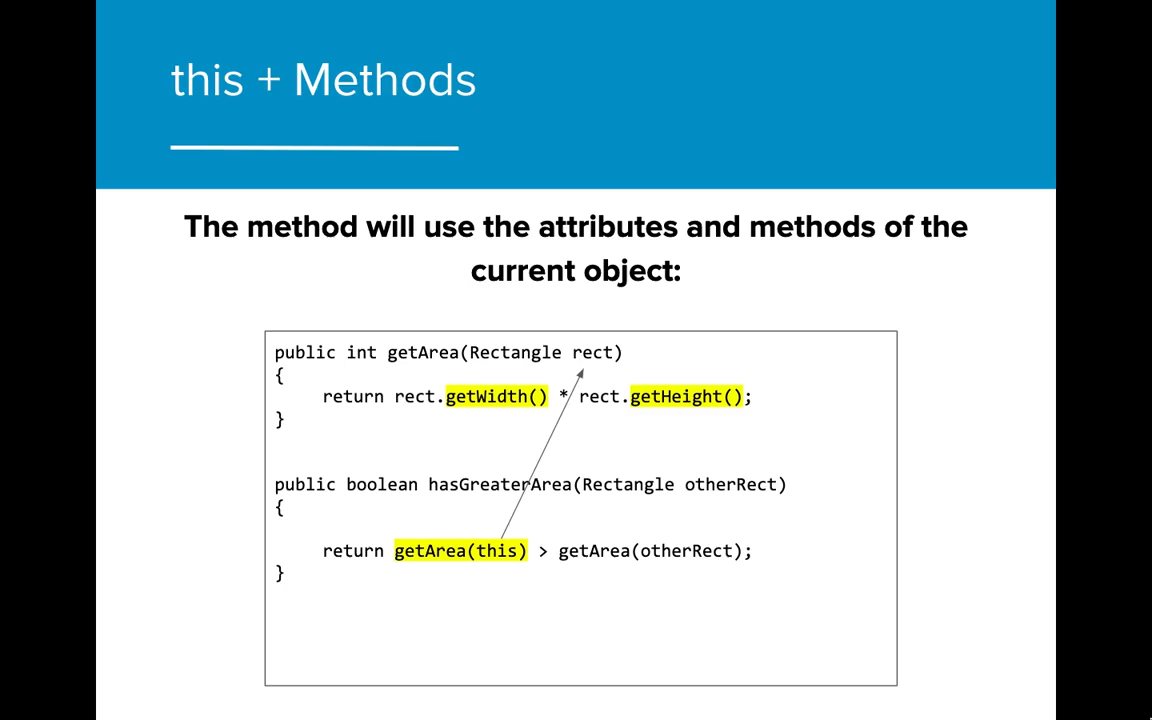 this + Methods
The method will use the attributes and methods of the
current object:
public int getArea(Rectangle rect)
{
return rect.getWidth() * rect.getHeight();
}
public boolean hasGreaterArea(Rectangle otherRect)
{
return getArea(this) > getArea(otherRect);
}